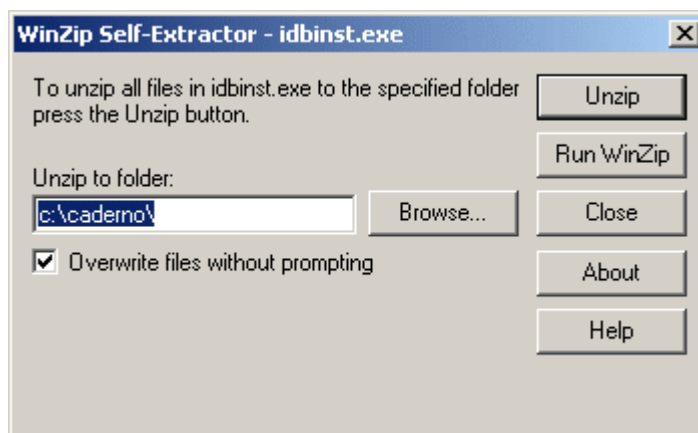 WinZip Self-Extractor - idbinst.exe
To unzip all files in idbinst.exe to the specified folder
press the Unzip button.
Unzip
Run WinZip
Unzip to folder:
c:\caderno\
Browse...
Close
Overwrite files without prompting
About
Help